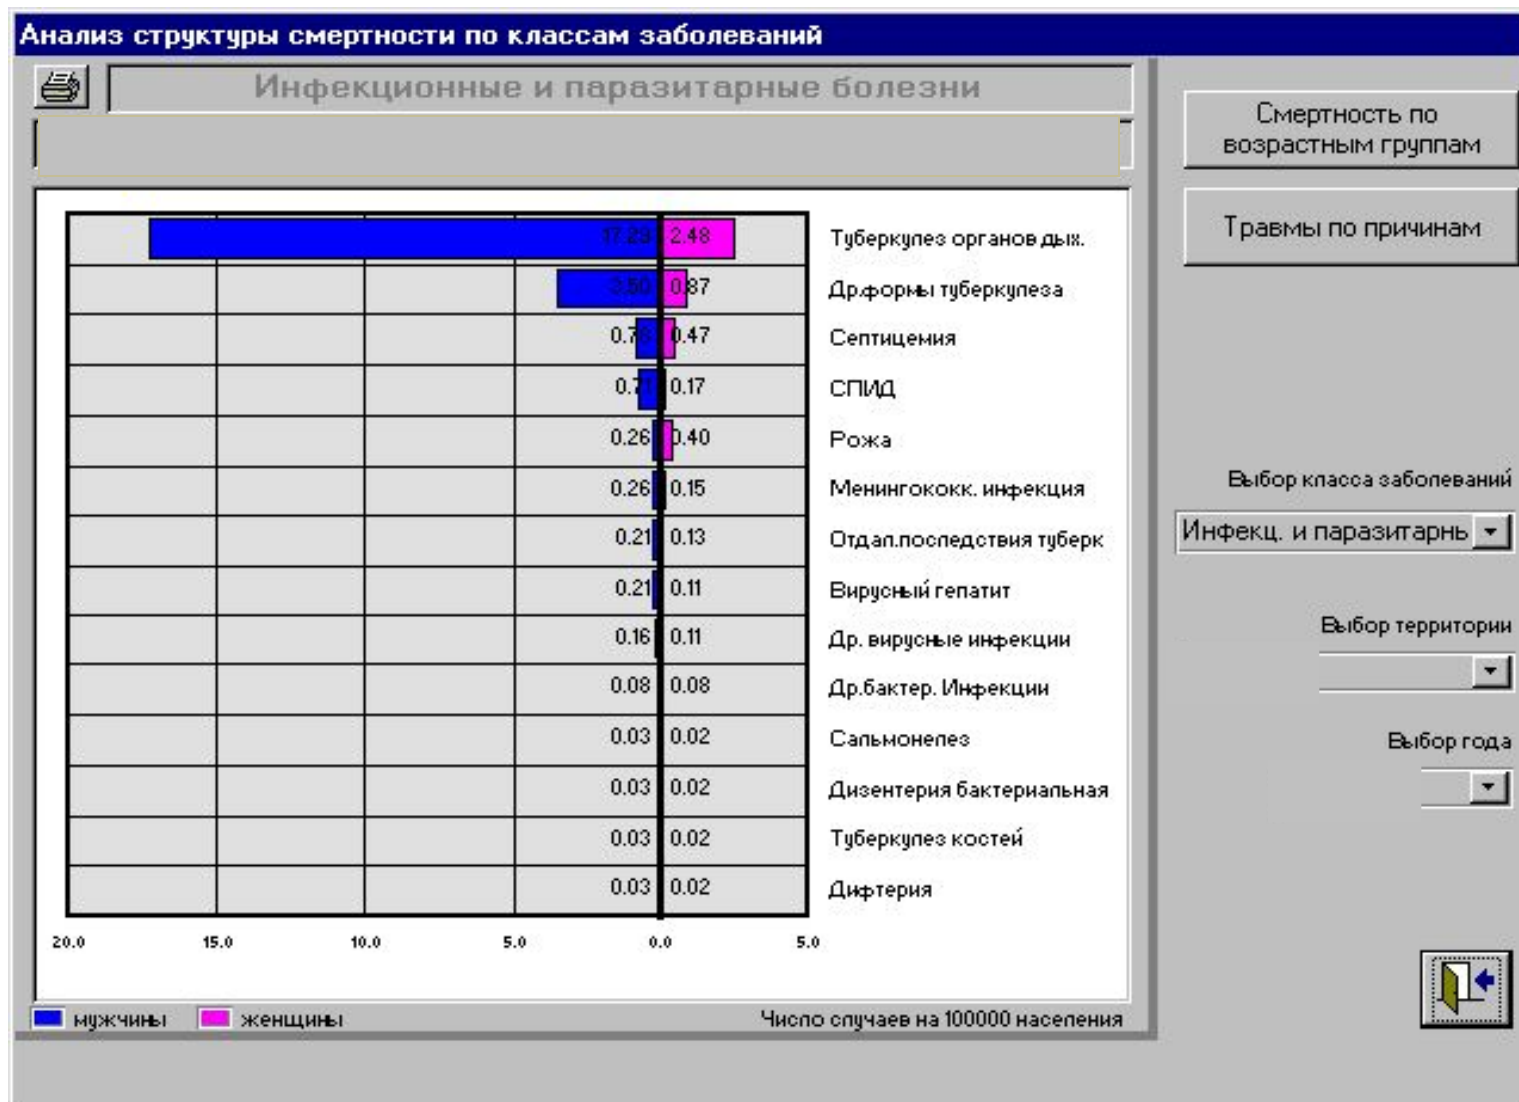 Анализ структуры смертности по классам заболеваний
Инфекционные и паразитарные болезни
Смертность по
возрастным группам
Травмы по причинам
17.29 2.48 Туберкулез органов дых.
3.50 0.87 Др.формы туберкулеза
0.47 Септицемия
0.71 0.17 СПИД
0.26 0.40 Рожа
0.26 0.15 Менингококк. инфекция
0.21 0.13 Отдал.последствия туберк
0.21 0.11 Вирусный гепатит
0.16 0.11 Др. вирусные инфекции
0.08 0.08 Др.бактер. Инфекции
0.03 0.02 Сальмонелез
0.03 0.02 Дизентерия бактериальная
0.03 0.02 Туберкулез костей
0.03 0.02 Дифтерия
20.0 15.0 10.0 5.0 0.0 5.0
мужчины женщины Число случаев на 100000 населения
Выбор класса заболеваний
Инфекц. и паразитарнь
Выбор территории
Выбор года